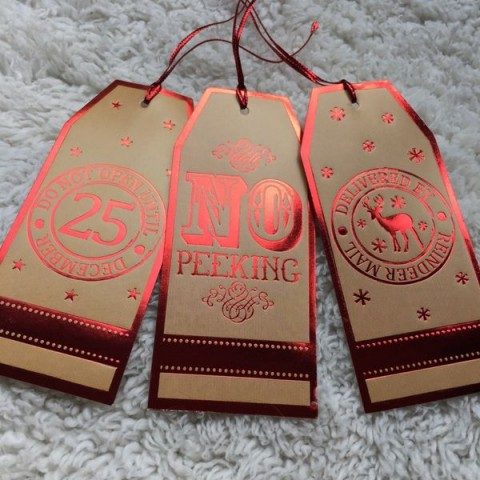 DO NOT OPEN UNTIL
25
DECEMBER
NO
PEEKING
DELIVERED BY
REINDEER MAIL